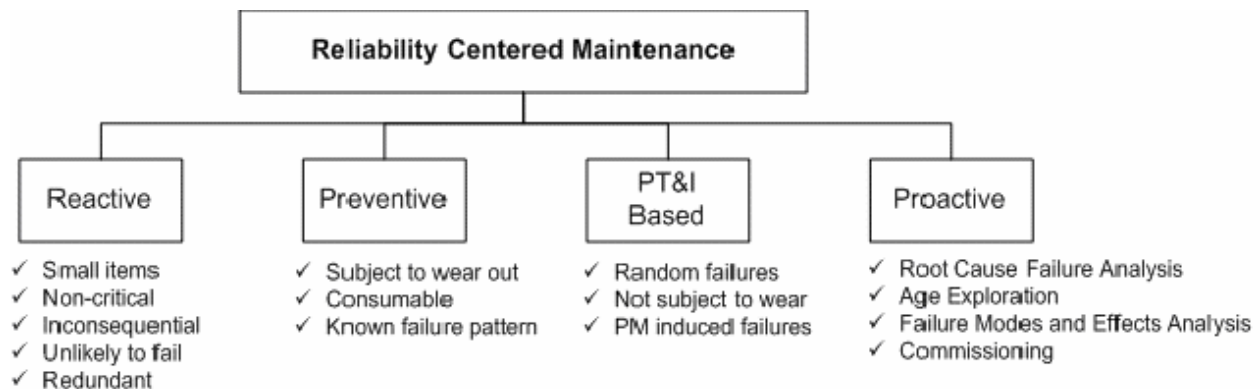 Reliability Centered Maintenance
Reactive
Preventive
PT&I
Based
Proactive
✓ Small items
✓ Non-critical
✓ Inconsequential
✓ Unlikely to fail
✓ Redundant
✓ Subject to wear out
✓ Consumable
✓ Known failure pattern
✓ Random failures
✓ Not subject to wear
✓ PM induced failures
✓ Root Cause Failure Analysis
✓ Age Exploration
✓ Failure Modes and Effects Analysis
✓ Commissioning